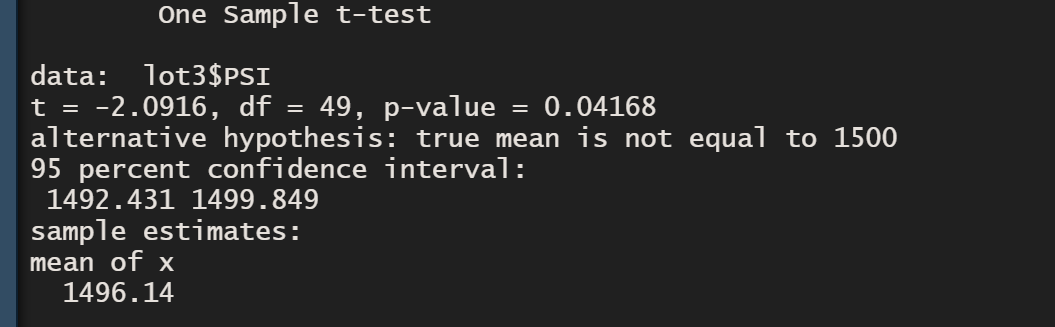 One Sample t-test
data:  lot3$PSI
t = -2.0916, df = 49, p-value = 0.04168
alternative hypothesis: true mean is not equal to 1500
95 percent confidence interval:
1492.431 1499.849
sample estimates:
mean of x
1496.14